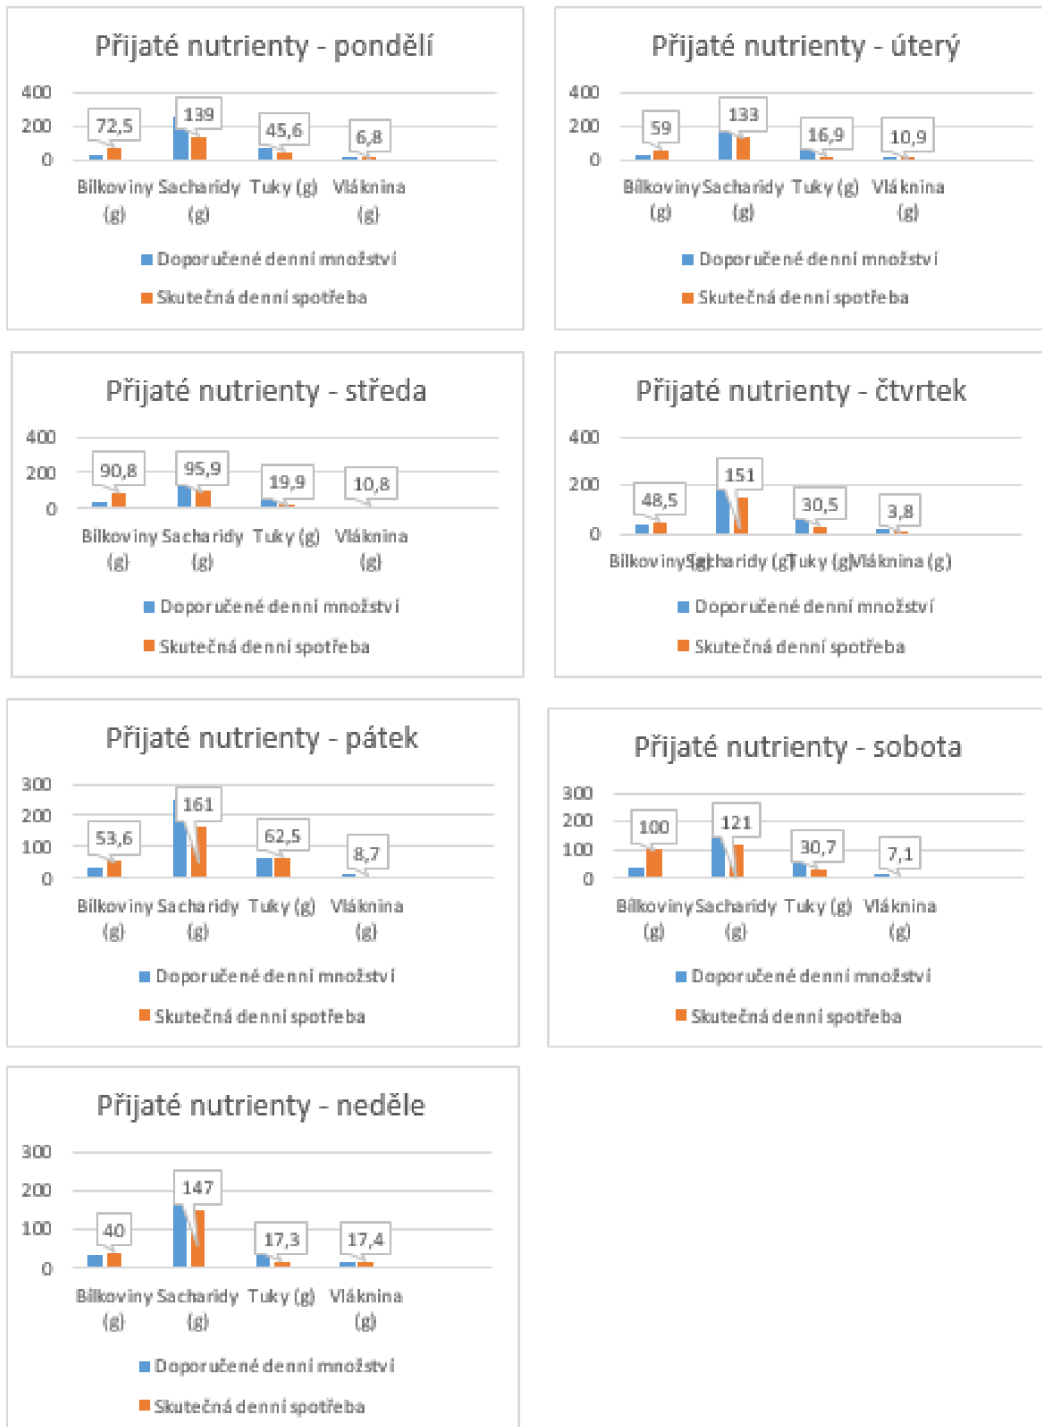 Přijaté nutrienty - pondělí
400
200
0
72,5
139
45,6
6,8
Bílkoviny Sacharidy Tuky (g) Vláknina
(g) (g) (g)
Doporučené denní množství
Skutečná denní spotřeba
Přijaté nutrienty - úterý
400
200
0
59
133
16,9
10,9
Bílkoviny Sacharidy Tuky (g) Vláknina
(g) (g) (g)
Doporučené denní množství
Skutečná denní spotřeba
Přijaté nutrienty - středa
400
200
0
90,8
95,9
19,9
10,8
Bílkoviny Sacharidy Tuky (g) Vláknina
(g) (g) (g)
Doporučené denní množství
Skutečná denní spotřeba
Přijaté nutrienty - čtvrtek
400
200
0
48,5
151
30,5
3,8
Bílkoviny (g) Sacharidy (g) Tuky (g) Vláknina (g)
Doporučené denní množství
Skutečná denní spotřeba
Přijaté nutrienty - pátek
300
200
100
0
53,6
161
62,5
8,7
Bílkoviny Sacharidy Tuky (g) Vláknina
(g) (g) (g)
Doporučené denní množství
Skutečná denní spotřeba
Přijaté nutrienty - sobota
300
200
100
0
100
121
30,7
7,1
Bílkoviny Sacharidy Tuky (g) Vláknina
(g) (g) (g)
Doporučené denní množství
Skutečná denní spotřeba
Přijaté nutrienty - neděle
300
200
100
0
40
147
17,3
17,4
Bílkoviny Sacharidy Tuky (g) Vláknina
(g) (g) (g)
Doporučené denní množství
Skutečná denní spotřeba